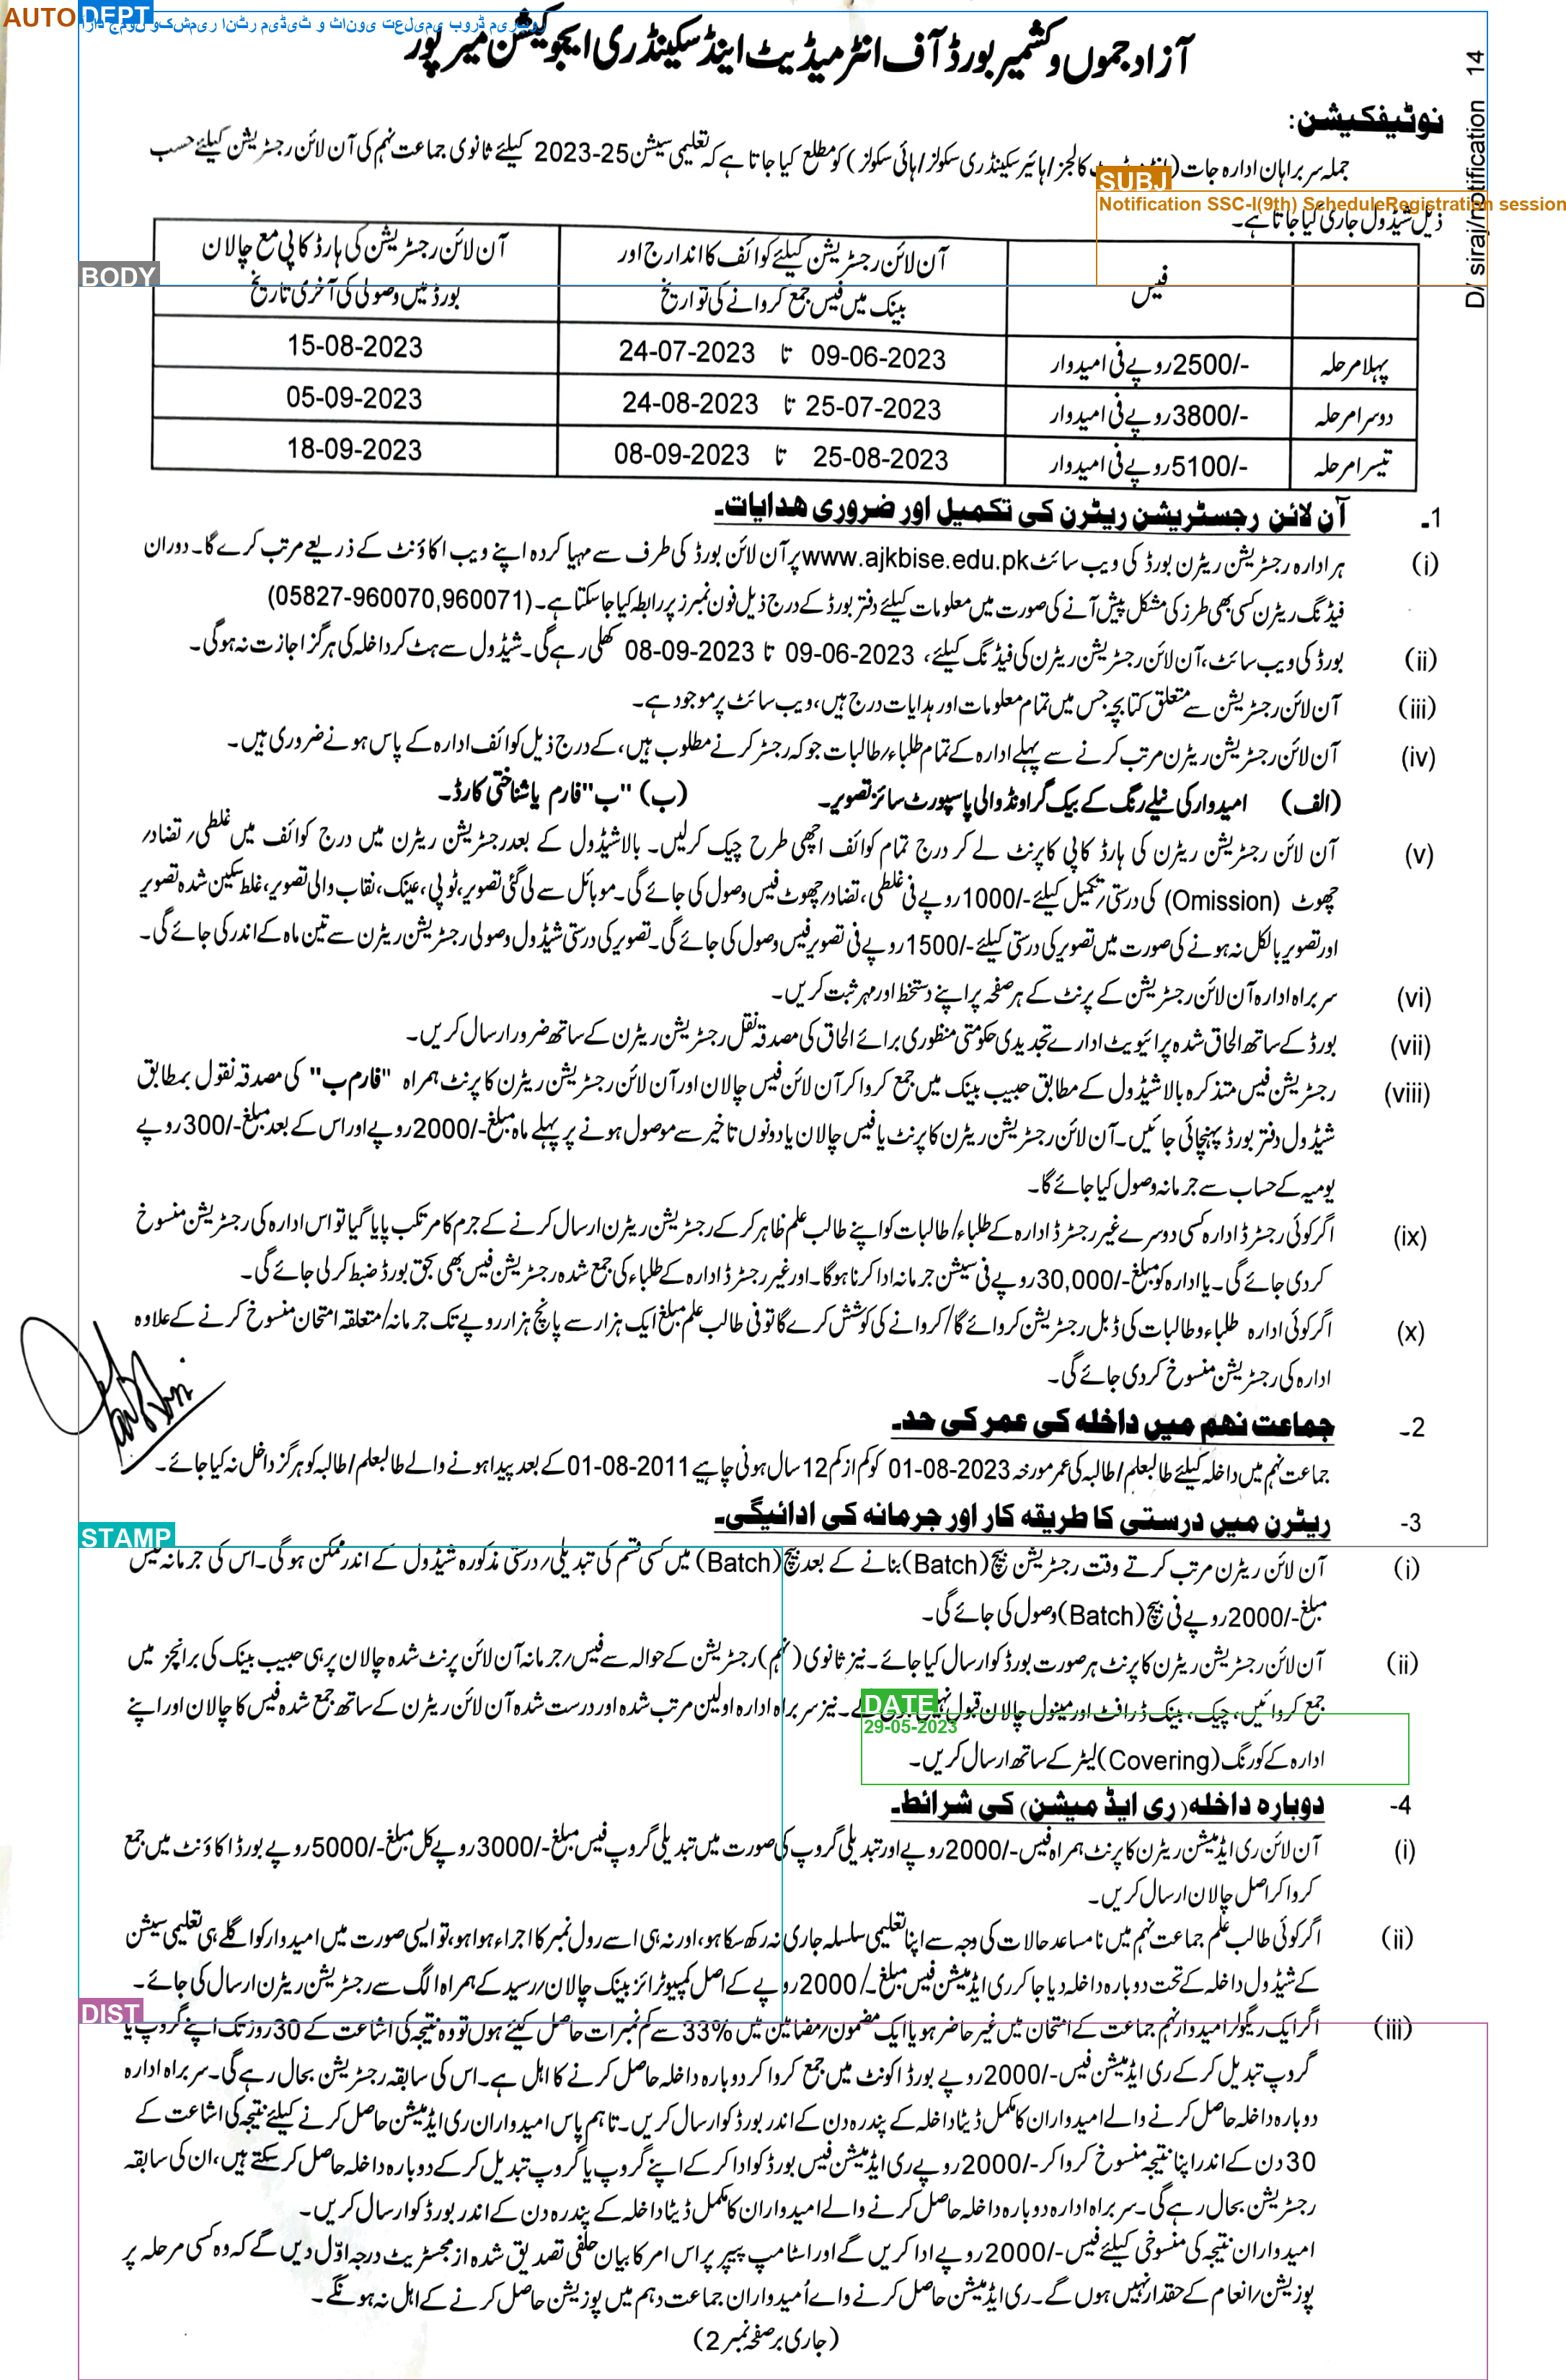 AUTO
DEPT
آزاد جموں و کشمیر بورڈ آف انٹرمیڈیٹ اینڈ سکینڈری ایجوکیشن میرپور
D/ siraj/notification 14
نوٹیفکیشن:
جملہ سربراہان ادارہ جات ( کالجز/ہائیر سکینڈری سکولز/ہائی سکولز) کو مطلع کیا جاتا ہے کہ تعلیمی سیشن 25-2023 کیلئے ثانوی جماعت نہم کی آن لائن رجسٹریشن کیلئے حسب
SUBJ
Notification SSC-I(9th) ScheduleRegistration session
ذیل شیڈول جاری کیا جاتا ہے۔
BODY
فیس
آن لائن رجسٹریشن کیلئے کوائف کا اندراج اور
بینک میں فیس جمع کروانے کی تواریخ
آن لائن رجسٹریشن کی ہارڈ کاپی مع چالان
بورڈ میں وصولی کی آخری تاریخ
پہلا مرحلہ 2500/- روپے فی امیدوار 09-06-2023 تا 24-07-2023 15-08-2023
دوسرا مرحلہ 3800/- روپے فی امیدوار 25-07-2023 تا 24-08-2023 05-09-2023
تیسرا مرحلہ 5100/- روپے فی امیدوار 25-08-2023 تا 08-09-2023 18-09-2023
1۔ آن لائن رجسٹریشن ریٹرن کی تکمیل اور ضروری ھدایات۔
(i) ہر ادارہ رجسٹریشن ریٹرن بورڈ کی ویب سائٹ www.ajkbise.edu.pk پر آن لائن بورڈ کی طرف سے مہیا کردہ اپنے ویب اکاؤنٹ کے ذریعے مرتب کرے گا۔ دوران
فیڈنگ ریٹرن کسی بھی طرز کی مشکل پیش آنے کی صورت میں معلومات کیلئے دفتر بورڈ کے درج ذیل فون نمبرز پر رابطہ کیا جا سکتا ہے۔ (05827-960070,960071)
(ii) بورڈ کی ویب سائٹ، آن لائن رجسٹریشن ریٹرن کی فیڈنگ کیلئے، 09-06-2023 تا 08-09-2023 کھلی رہے گی۔ شیڈول سے ہٹ کر داخلہ کی ہرگز اجازت نہ ہوگی۔
(iii) آن لائن رجسٹریشن سے متعلق کتابچہ جس میں تمام معلومات اور ہدایات درج ہیں، ویب سائٹ پر موجود ہے۔
(iv) آن لائن رجسٹریشن ریٹرن مرتب کرنے سے پہلے ادارہ کے تمام طلباء/طالبات جو کہ رجسٹر کرنے مطلوب ہیں، کے درج ذیل کوائف ادارہ کے پاس ہونے ضروری ہیں۔
(الف) امیدوار کی نیلے رنگ کے بیک گراونڈ والی پاسپورٹ سائز تصویر۔ (ب) "ب" فارم یا شناختی کارڈ۔
(v) آن لائن رجسٹریشن ریٹرن کی ہارڈ کاپی کا پرنٹ لے کر درج تمام کوائف اچھی طرح چیک کرلیں۔ بالا شیڈول کے بعد رجسٹریشن ریٹرن میں درج کوائف میں غلطی/تضاد/
چھوٹ (Omission) کی درستی/تکمیل کیلئے -/1000 روپے فی غلطی، تضاد/چھوٹ فیس وصول کی جائے گی۔ موبائل سے لی گئی تصویر، ٹوپی، عینک، نقاب والی تصویر، غلط سکین شدہ تصویر
اور تصویر بالکل نہ ہونے کی صورت میں تصویر کی درستی کیلئے -/1500 روپے فی تصویر فیس وصول کی جائے گی۔ تصویر کی درستی شیڈول وصولی رجسٹریشن ریٹرن سے تین ماہ کے اندر کی جائے گی۔
(vi) سربراہ ادارہ آن لائن رجسٹریشن کے پرنٹ کے ہر صفحہ پر اپنے دستخط اور مہر ثبت کریں۔
(vii) بورڈ کے ساتھ الحاق شدہ پرائیویٹ ادارے تجدیدی حکومتی منظوری برائے الحاق کی مصدقہ نقل رجسٹریشن ریٹرن کے ساتھ ضرور ارسال کریں۔
(viii) رجسٹریشن فیس متذکرہ بالا شیڈول کے مطابق حبیب بینک میں جمع کروا کر آن لائن فیس چالان اور آن لائن رجسٹریشن ریٹرن کا پرنٹ ہمراہ "فارم ب" کی مصدقہ نقول بمطابق
شیڈول دفتر بورڈ پہنچائی جائیں۔ آن لائن رجسٹریشن ریٹرن کا پرنٹ یا فیس چالان یا دونوں تاخیر سے موصول ہونے پر پہلے ماہ مبلغ -/2000 روپے اور اس کے بعد مبلغ -/300 روپے
یومیہ کے حساب سے جرمانہ وصول کیا جائے گا۔
(ix) اگر کوئی رجسٹرڈ ادارہ کسی دوسرے غیر رجسٹرڈ ادارہ کے طلباء/طالبات کو اپنے طالب علم ظاہر کر کے رجسٹریشن ریٹرن ارسال کرنے کے جرم کا مرتکب پایا گیا تو اس ادارہ کی رجسٹریشن منسوخ
کر دی جائے گی۔ یا ادارہ کو مبلغ -/30,000 روپے فی سیشن جرمانہ ادا کرنا ہوگا۔ اور غیر رجسٹرڈ ادارہ کے طلباء کی جمع شدہ رجسٹریشن فیس بھی بحق بورڈ ضبط کر لی جائے گی۔
(x) اگر کوئی ادارہ طلباء و طالبات کی ڈبل رجسٹریشن کروائے گا/کروانے کی کوشش کرے گا تو فی طالب علم مبلغ ایک ہزار سے پانچ ہزار روپے تک جرمانہ/متعلقہ امتحان منسوخ کرنے کے علاوہ
ادارہ کی رجسٹریشن منسوخ کر دی جائے گی۔
2۔ جماعت نھم میں داخلہ کی عمر کی حد۔
جماعت نہم میں داخلہ کیلئے طالبعلم/طالبہ کی عمر مورخہ 01-08-2023 کو کم از کم 12 سال ہونی چاہیے 01-08-2011 کے بعد پیدا ہونے والے طالبعلم/طالبہ کو ہرگز داخل نہ کیا جائے۔
3- ریٹرن میں درستی کا طریقہ کار اور جرمانہ کی ادائیگی۔
STAMP
(i) آن لائن ریٹرن مرتب کرتے وقت رجسٹریشن بیچ (Batch) بنانے کے بعد بیچ (Batch) میں کسی قسم کی تبدیلی/درستی مذکورہ شیڈول کے اندر ممکن ہوگی۔ اس کی جرمانہ فیس
مبلغ -/2000 روپے فی بیچ (Batch) وصول کی جائے گی۔
(ii) آن لائن رجسٹریشن ریٹرن کا پرنٹ ہر صورت بورڈ کو ارسال کیا جائے۔ نیز ثانوی (نہم) رجسٹریشن کے حوالہ سے فیس/جرمانہ آن لائن پرنٹ شدہ چالان پر ہی حبیب بینک کی برانچز میں
جمع کروائیں، چیک، بینک ڈرافٹ اور مینول چالان قبول نہیں گے۔ نیز سربراہ ادارہ اولین مرتب شدہ اور درست شدہ آن لائن ریٹرن کے ساتھ جمع شدہ فیس کا چالان اور اپنے
DATE
29-05-2023
ادارہ کے کورنگ (Covering) لیٹر کے ساتھ ارسال کریں۔
4- دوبارہ داخلہ (ری ایڈ میشن) کی شرائط۔
(i) آن لائن ری ایڈمیشن ریٹرن کا پرنٹ ہمراہ فیس -/2000 روپے اور تبدیلی گروپ کی صورت میں تبدیلی گروپ فیس مبلغ -/3000 روپے کل مبلغ -/5000 روپے بورڈ اکاؤنٹ میں جمع
کروا کر اصل چالان ارسال کریں۔
(ii) اگر کوئی طالب علم جماعت نہم میں نامساعد حالات کی وجہ سے اپنا تعلیمی سلسلہ جاری نہ رکھ سکا ہو، اور نہ ہی اسے رول نمبر کا اجراء ہوا ہو، تو ایسی صورت میں امیدوار کو اگلے ہی تعلیمی سیشن
کے شیڈول داخلہ کے تحت دوبارہ داخلہ دیا جا کر ری ایڈمیشن فیس مبلغ -/2000 روپے کے اصل کمپیوٹرائز بینک چالان/رسید کے ہمراہ الگ سے رجسٹریشن ریٹرن ارسال کی جائے۔
DIST
(iii) اگر ایک ریگولر امیدوار نہم جماعت کے امتحان میں غیر حاضر ہو یا ایک مضمون/مضامین میں 33% سے کم نمبرات حاصل کیئے ہوں تو وہ نتیجہ کی اشاعت کے 30 روز تک اپنے گروپ یا
گروپ تبدیل کر کے ری ایڈمیشن فیس -/2000 روپے بورڈ اکونٹ میں جمع کروا کر دوبارہ داخلہ حاصل کرنے کا اہل ہے۔ اس کی سابقہ رجسٹریشن بحال رہے گی۔ سربراہ ادارہ
دوبارہ داخلہ حاصل کرنے والے امیدواران کا مکمل ڈیٹا داخلہ کے پندرہ دن کے اندر بورڈ کو ارسال کریں۔ تاہم پاس امیدواران ری ایڈمیشن حاصل کرنے کیلئے نتیجہ کی اشاعت کے
30 دن کے اندر اپنا نتیجہ منسوخ کروا کر -/2000 روپے ری ایڈمیشن فیس بورڈ کو ادا کر کے اپنے گروپ یا گروپ تبدیل کر کے دوبارہ داخلہ حاصل کر سکتے ہیں، ان کی سابقہ
رجسٹریشن بحال رہے گی۔ سربراہ ادارہ دوبارہ داخلہ حاصل کرنے والے امیدواران کا مکمل ڈیٹا داخلہ کے پندرہ دن کے اندر بورڈ کو ارسال کریں۔
امیدواران نتیجہ کی منسوخی کیلئے فیس -/2000 روپے ادا کریں گے اور اسٹامپ پیپر پر اس امر کا بیان حلفی تصدیق شدہ از مجسٹریٹ درجہ اوّل دیں گے کہ وہ کسی مرحلہ پر
پوزیشن/انعام کے حقدار نہیں ہوں گے۔ ری ایڈمیشن حاصل کرنے والے اُمیدواران جماعت دہم میں پوزیشن حاصل کرنے کے اہل نہ ہونگے۔
(جاری بر صفحہ نمبر 2)